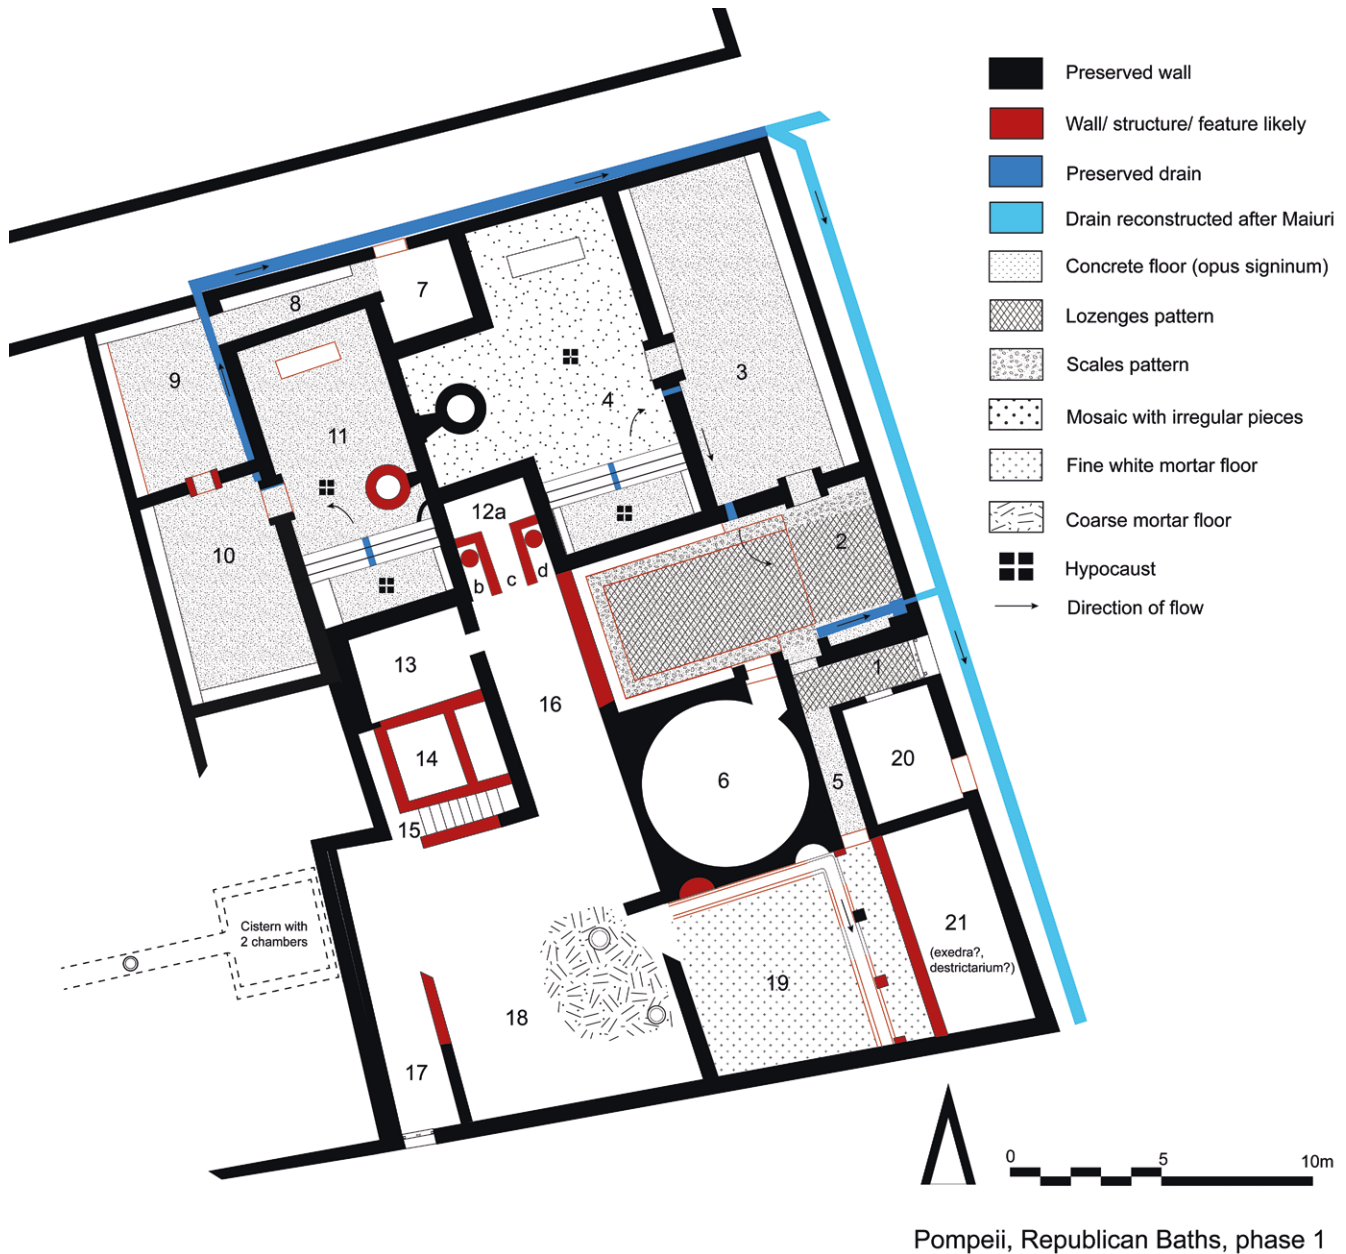 Preserved wall
Wall/ structure/ feature likely
Preserved drain
Drain reconstructed after Maiuri
Concrete floor (opus signinum)
Lozenges pattern
Scales pattern
Mosaic with irregular pieces
Fine white mortar floor
Coarse mortar floor
Hypocaust
Direction of flow
7
8
9
3
4
11
12a
10
2
b
c
d
13
1
16
14
6
20
5
15
21
(exedra?,
destrictarium?)
Cistern with
2 chambers
19
18
17
0
5
10m
Pompeii, Republican Baths, phase 1